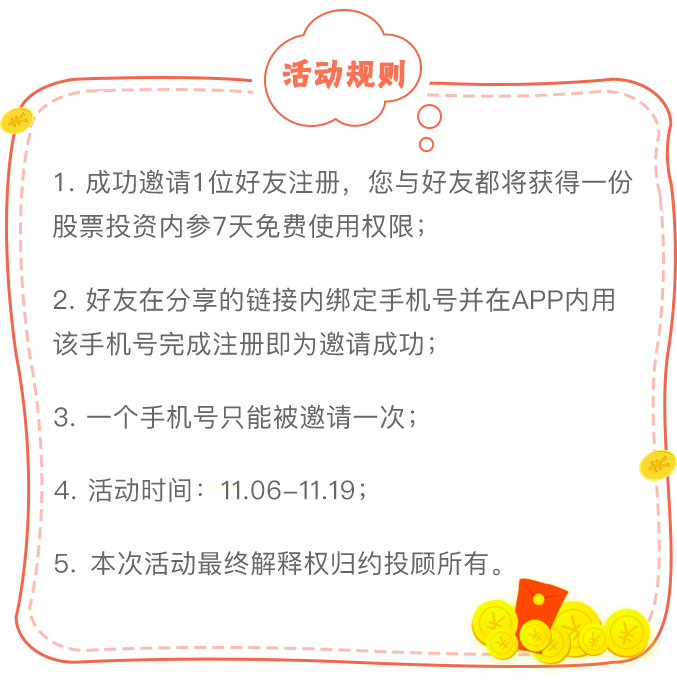 活动规则
1. 成功邀请1位好友注册，您与好友都将获得一份
股票投资内参7天免费使用权限；
2. 好友在分享的链接内绑定手机号并在APP内用
该手机号完成注册即为邀请成功；
3. 一个手机号只能被邀请一次；
4. 活动时间：11.06-11.19；
5. 本次活动最终解释权归约投顾所有。